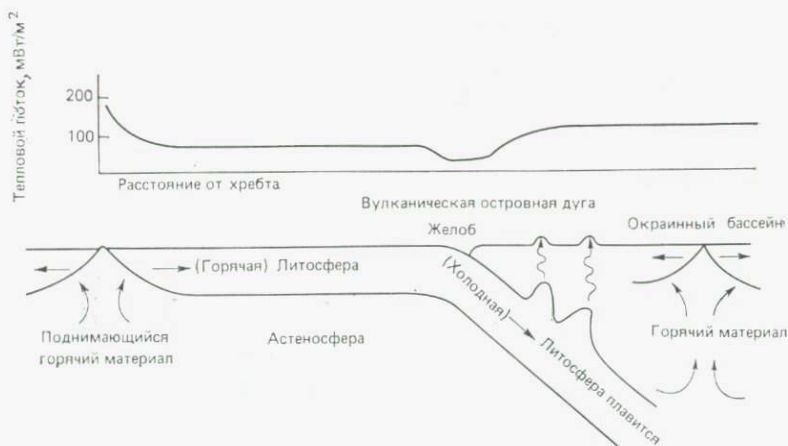 Тепловой поток, мВт/м²
200
100
Расстояние от хребта
Вулканическая островная дуга
Желоб
Окраинный бассейн
(Горячая) Литосфера
(Холодная)
Поднимающийся
горячий материал
Астеносфера
Литосфера плавится
Горячий материал